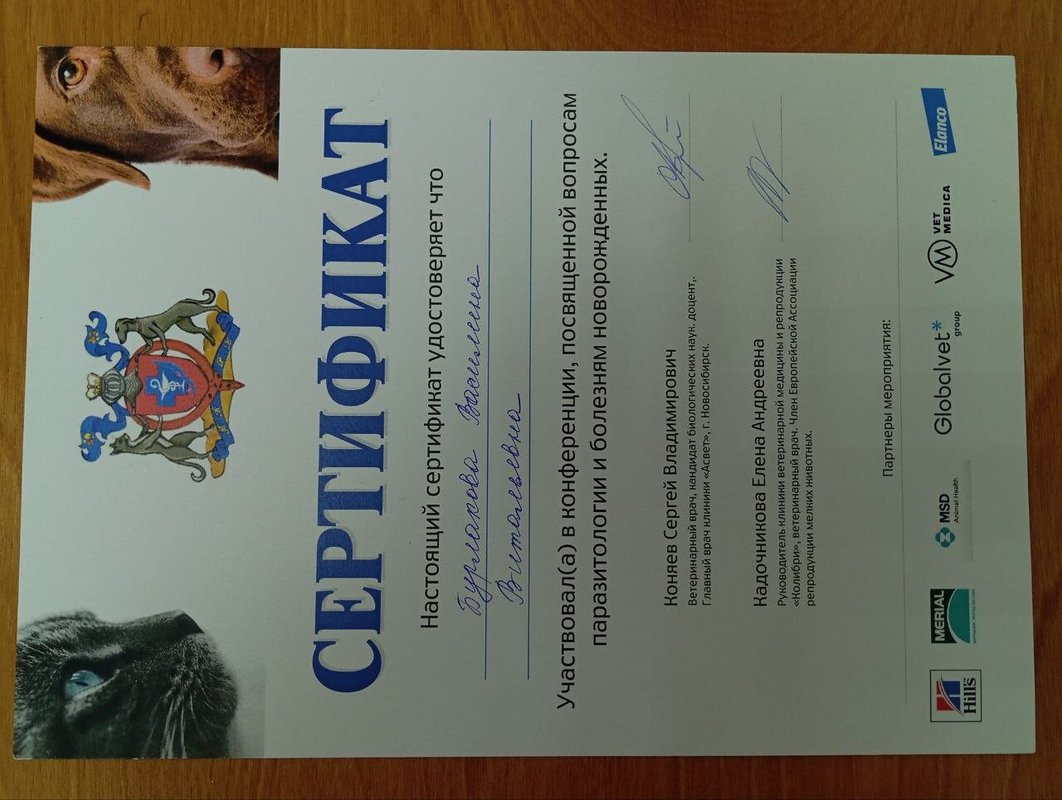 СЕРТИФИКАТ
Настоящий сертификат удостоверяет что
Бурлакова Василина
Витальевна
Участвовал(а) в конференции, посвященной вопросам
паразитологии и болезням новорожденных.
Коняев Сергей Владимирович
Ветеринарный врач, кандидат биологических наук, доцент,
Главный врач клиники «Асвет», г. Новосибирск.
Кадочникова Елена Андреевна
Руководитель клиники ветеринарной медицины и репродукции
«Колибри», ветеринарный врач. Член Европейской Ассоциации
репродукции мелких животных.
Партнеры мероприятия:
Hill's
MERIAL
MSD
Animal Health
Globalvet*
group
VM VET
MEDICA
Elanco